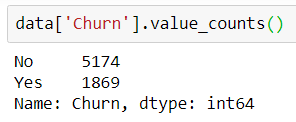 data['Churn'].value_counts()
No     5174
Yes    1869
Name: Churn, dtype: int64